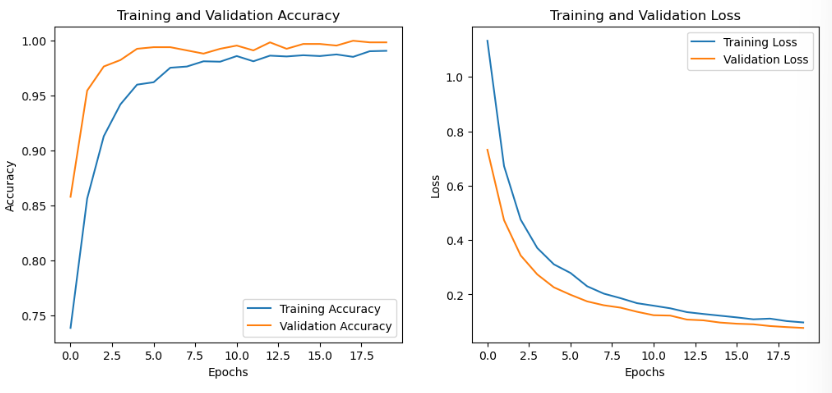 Training and Validation Accuracy
Accuracy
1.00
0.95
0.90
0.85
0.80
0.75
Training Accuracy
Validation Accuracy
0.0 2.5 5.0 7.5 10.0 12.5 15.0 17.5
Epochs
Training and Validation Loss
Loss
1.0
0.8
0.6
0.4
0.2
Training Loss
Validation Loss
0.0 2.5 5.0 7.5 10.0 12.5 15.0 17.5
Epochs